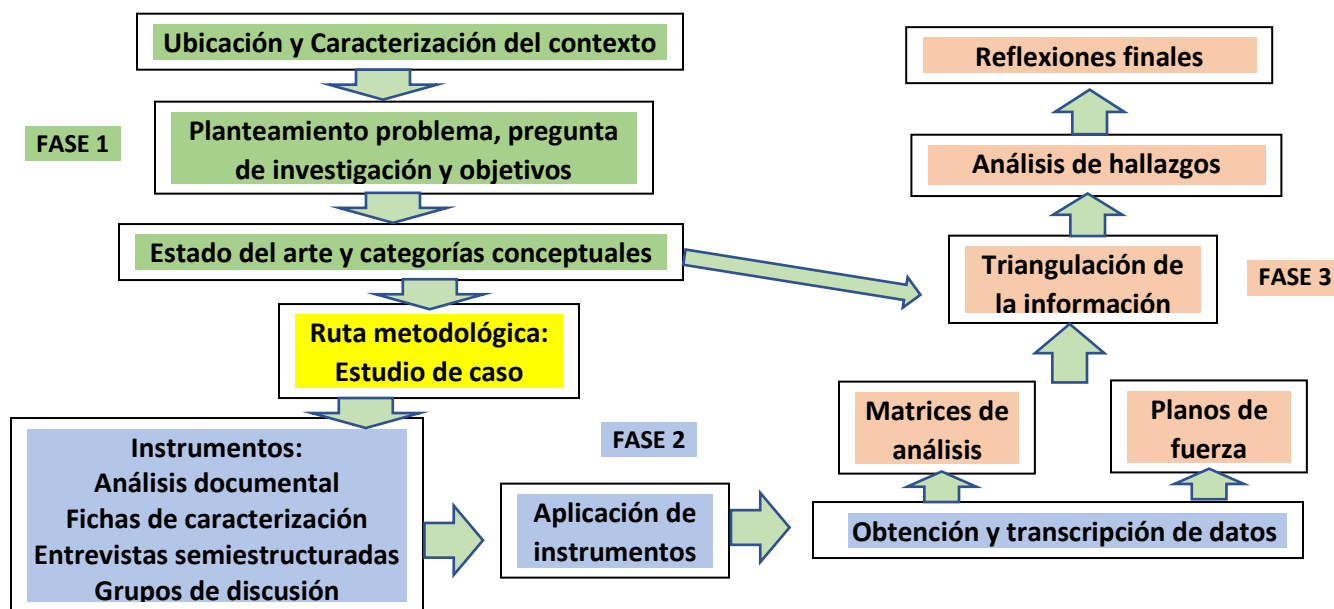 Ubicación y Caracterización del contexto
FASE 1
Planteamiento problema, pregunta
de investigación y objetivos
Estado del arte y categorías conceptuales
Ruta metodológica:
Estudio de caso
Instrumentos:
Análisis documental
Fichas de caracterización
Entrevistas semiestructuradas
Grupos de discusión
FASE 2
Aplicación de
instrumentos
Obtención y transcripción de datos
Matrices de
análisis
Planos de
fuerza
Triangulación de
la información
FASE 3
Análisis de hallazgos
Reflexiones finales